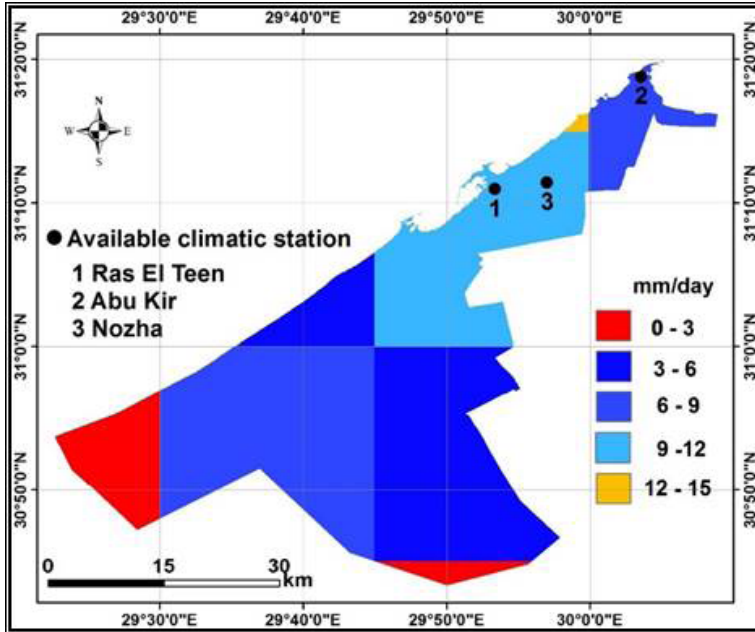 29°30'0"E 29°40'0"E 29°50'0"E 30°0'0"E
31°20'0"N
31°20'0"N
N
W E
S
2
31°10'0"N
1
3
31°10'0"N
Available climatic station
1 Ras El Teen
2 Abu Kir
3 Nozha
mm/day
0 - 3
3 - 6
6 - 9
9 -12
12 - 15
31°0'0"N
31°0'0"N
30°50'0"N
30°50'0"N
0 15 30
km
29°30'0"E 29°40'0"E 29°50'0"E 30°0'0"E